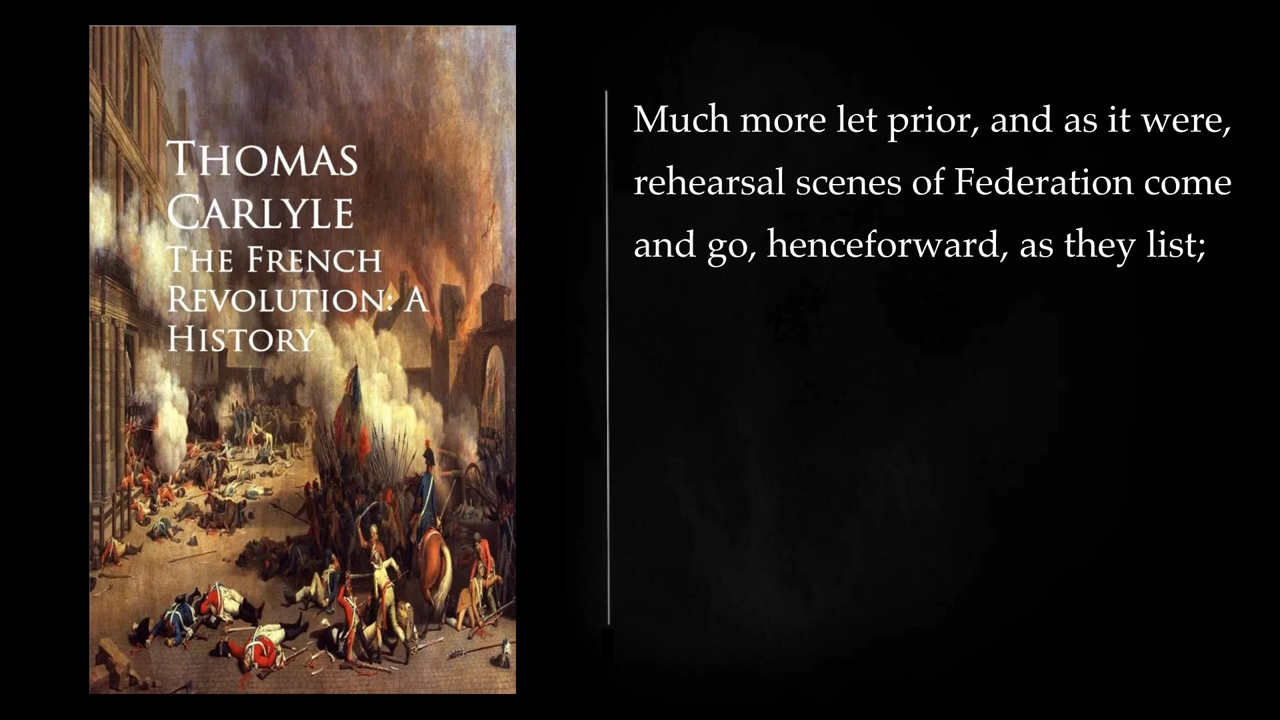 THOMAS
CARLYLE
THE FRENCH
REVOLUTION: A
HISTORY
Much more let prior, and as it were,
rehearsal scenes of Federation come
and go, henceforward, as they list;